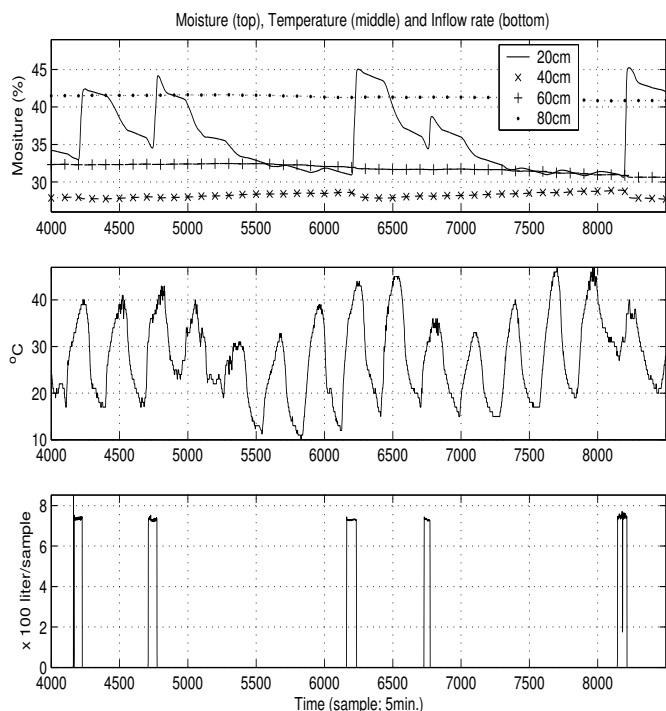 Moisture (top), Temperature (middle) and Inflow rate (bottom)
Mositure (%)
45
40
35
30
20cm
40cm
60cm
80cm
4000 4500 5000 5500 6000 6500 7000 7500 8000
°C
40
30
20
10
4000 4500 5000 5500 6000 6500 7000 7500 8000
x 100 liter/sample
8
6
4
2
0
4000 4500 5000 5500 6000 6500 7000 7500 8000
Time (sample; 5min.)